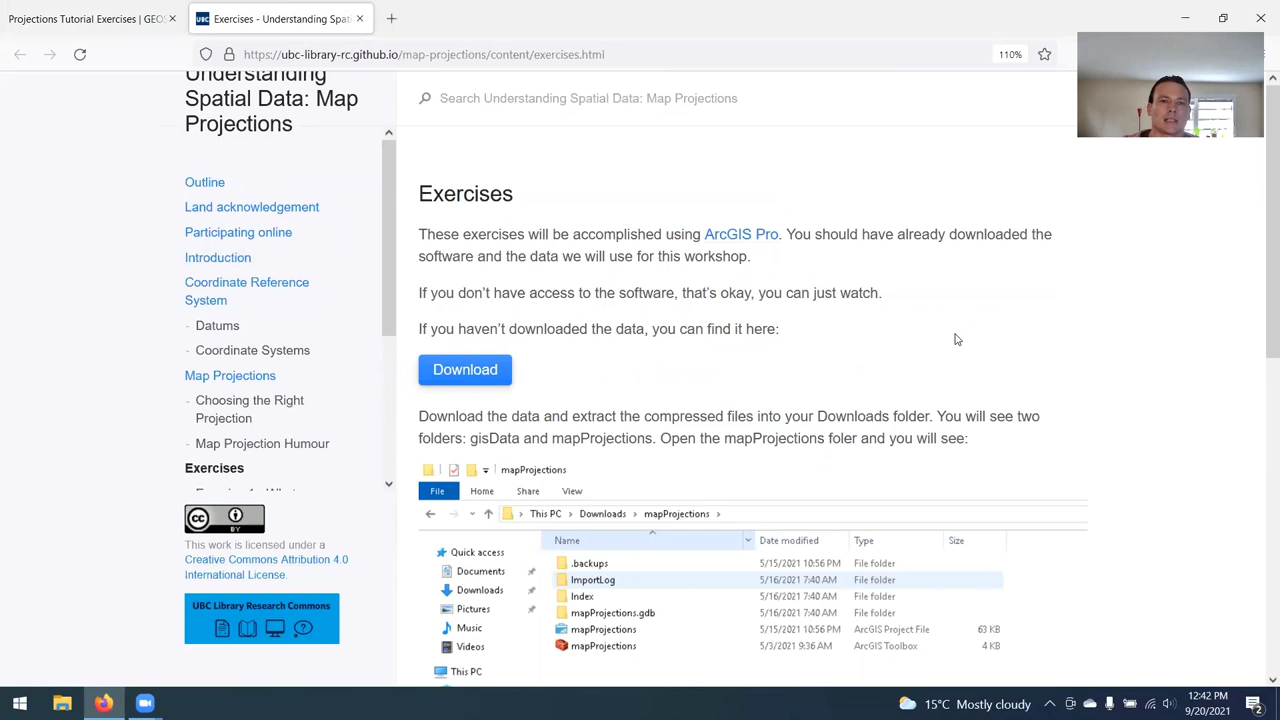 Projections Tutorial Exercises | GEOS
Exercises - Understanding Spati
https://ubc-library-rc.github.io/map-projections/content/exercises.html
110%
Understanding
Spatial Data: Map
Projections
Outline
Land acknowledgement
Participating online
Introduction
Coordinate Reference
System
- Datums
- Coordinate Systems
Map Projections
- Choosing the Right
Projection
- Map Projection Humour
Exercises
CC BY
This work is licensed under a
Creative Commons Attribution 4.0
International License.
UBC Library Research Commons
Search Understanding Spatial Data: Map Projections
Exercises
These exercises will be accomplished using ArcGIS Pro. You should have already downloaded the
software and the data we will use for this workshop.
If you don't have access to the software, that's okay, you can just watch.
If you haven't downloaded the data, you can find it here:
Download
Download the data and extract the compressed files into your Downloads folder. You will see two
folders: gisData and mapProjections. Open the mapProjections foler and you will see:
mapProjections
File Home Share View
This PC > Downloads > mapProjections >
Name Date modified Type Size
Quick access
Documents
Downloads
Pictures
Music
Videos
This PC
.backups 5/15/2021 10:56 PM File folder
ImportLog 5/16/2021 7:40 AM File folder
Index 5/16/2021 7:40 AM File folder
mapProjections.gdb 5/16/2021 7:40 AM File folder
mapProjections 5/15/2021 10:56 PM ArcGIS Project File 63 KB
mapProjections 5/3/2021 9:36 AM ArcGIS Toolbox 4 KB
15°C Mostly cloudy
12:42 PM
9/20/2021
2